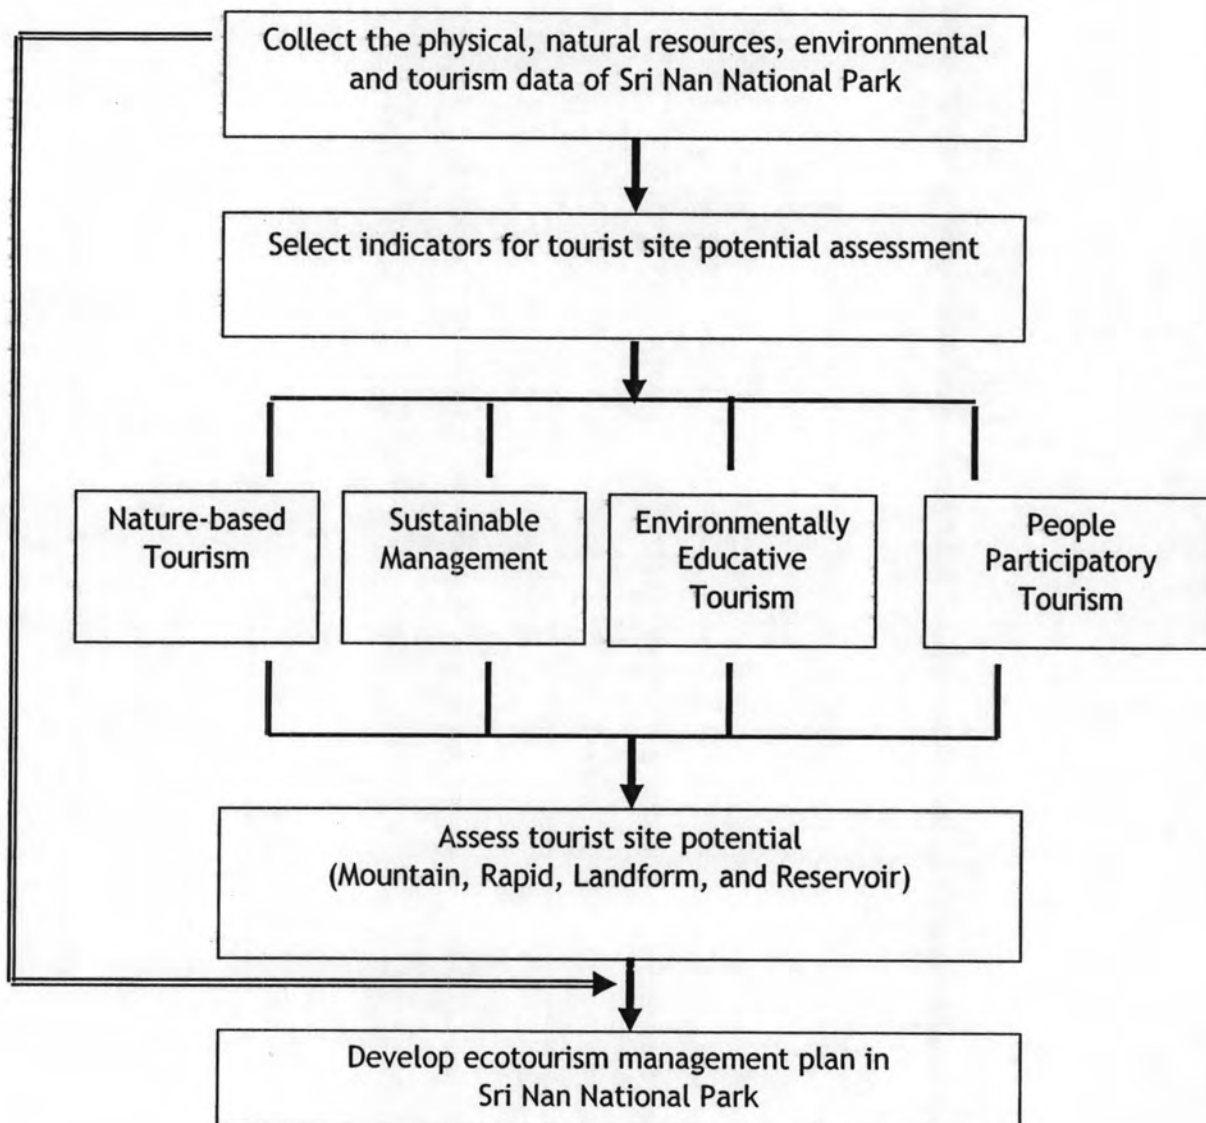 Collect the physical, natural resources, environmental
and tourism data of Sri Nan National Park
Select indicators for tourist site potential assessment
Nature-based
Tourism
Sustainable
Management
Environmentally
Educative
Tourism
People
Participatory
Tourism
Assess tourist site potential
(Mountain, Rapid, Landform, and Reservoir)
Develop ecotourism management plan in
Sri Nan National Park